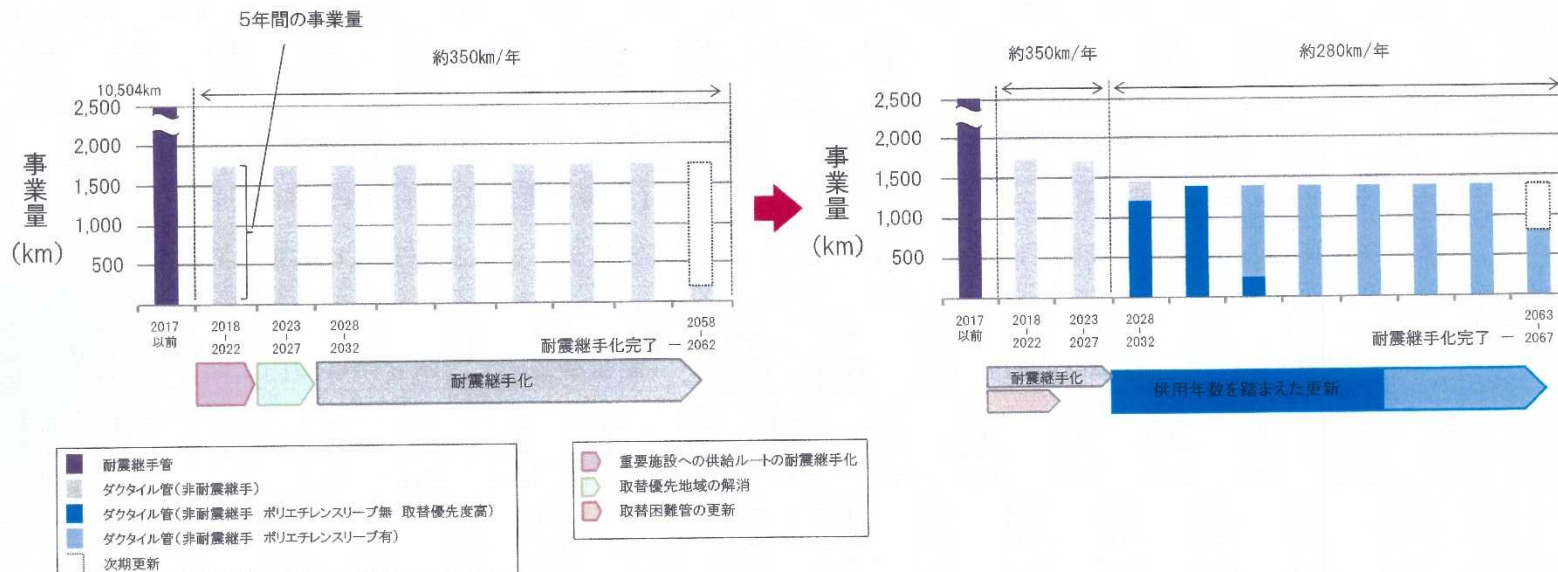 5年間の事業量
約350km/年
10,504km
2,500
2,000
1,500
1,000
500
事業量
(km)
2017
以前
2018
–
2022
2023
–
2027
2028
–
2032
耐震継手化完了
2058
–
2062
耐震継手化
約350km/年
約280km/年
2,500
2,000
1,500
1,000
500
事業量
(km)
2017
以前
2018
–
2022
2023
–
2027
2028
–
2032
耐震継手化完了
2063
–
2067
耐震継手化
供用年数を踏まえた更新
耐震継手管
ダクタイル管(非耐震継手)
ダクタイル管(非耐震継手 ポリエチレンスリーブ無 取替優先度高)
ダクタイル管(非耐震継手 ポリエチレンスリーブ有)
次期更新
重要施設への供給ルートの耐震継手化
取替優先地域の解消
取替困難管の更新